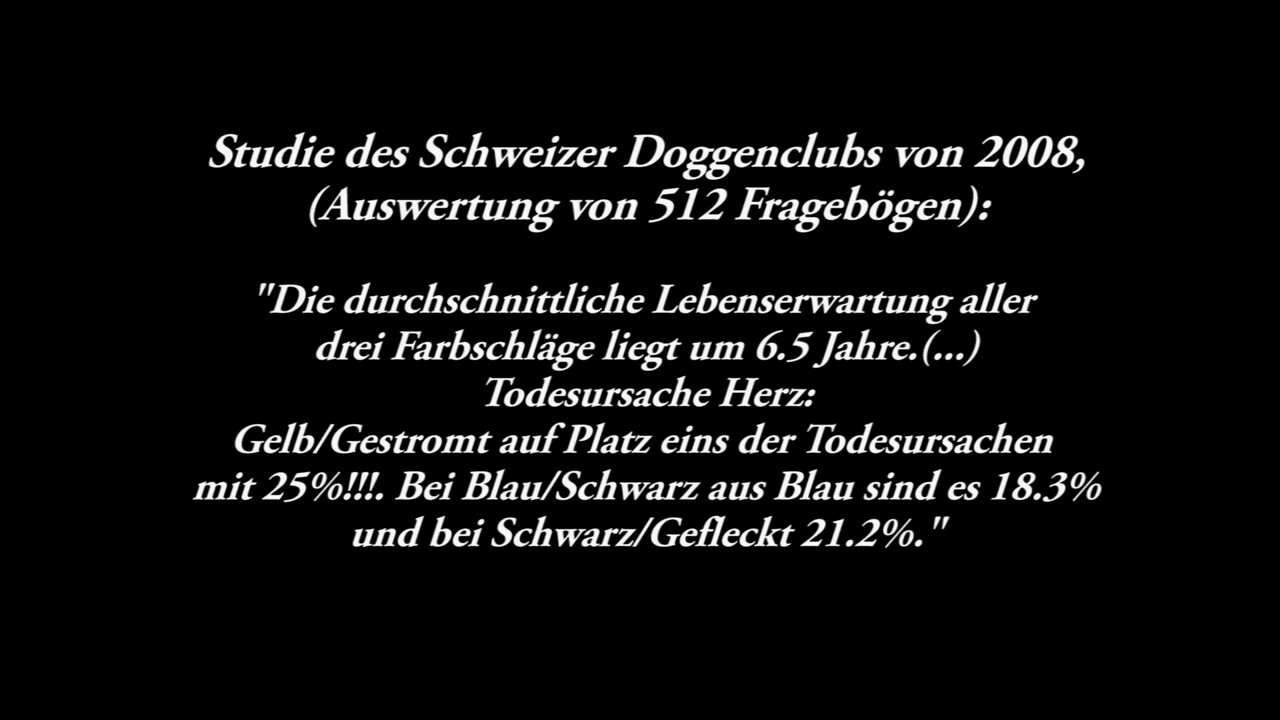 Studie des Schweizer Doggenclubs von 2008,
(Auswertung von 512 Fragebögen):
"Die durchschnittliche Lebenserwartung aller
drei Farbschläge liegt um 6.5 Jahre.(...)
Todesursache Herz:
Gelb/Gestromt auf Platz eins der Todesursachen
mit 25%!!!. Bei Blau/Schwarz aus Blau sind es 18.3%
und bei Schwarz/Gefleckt 21.2%."